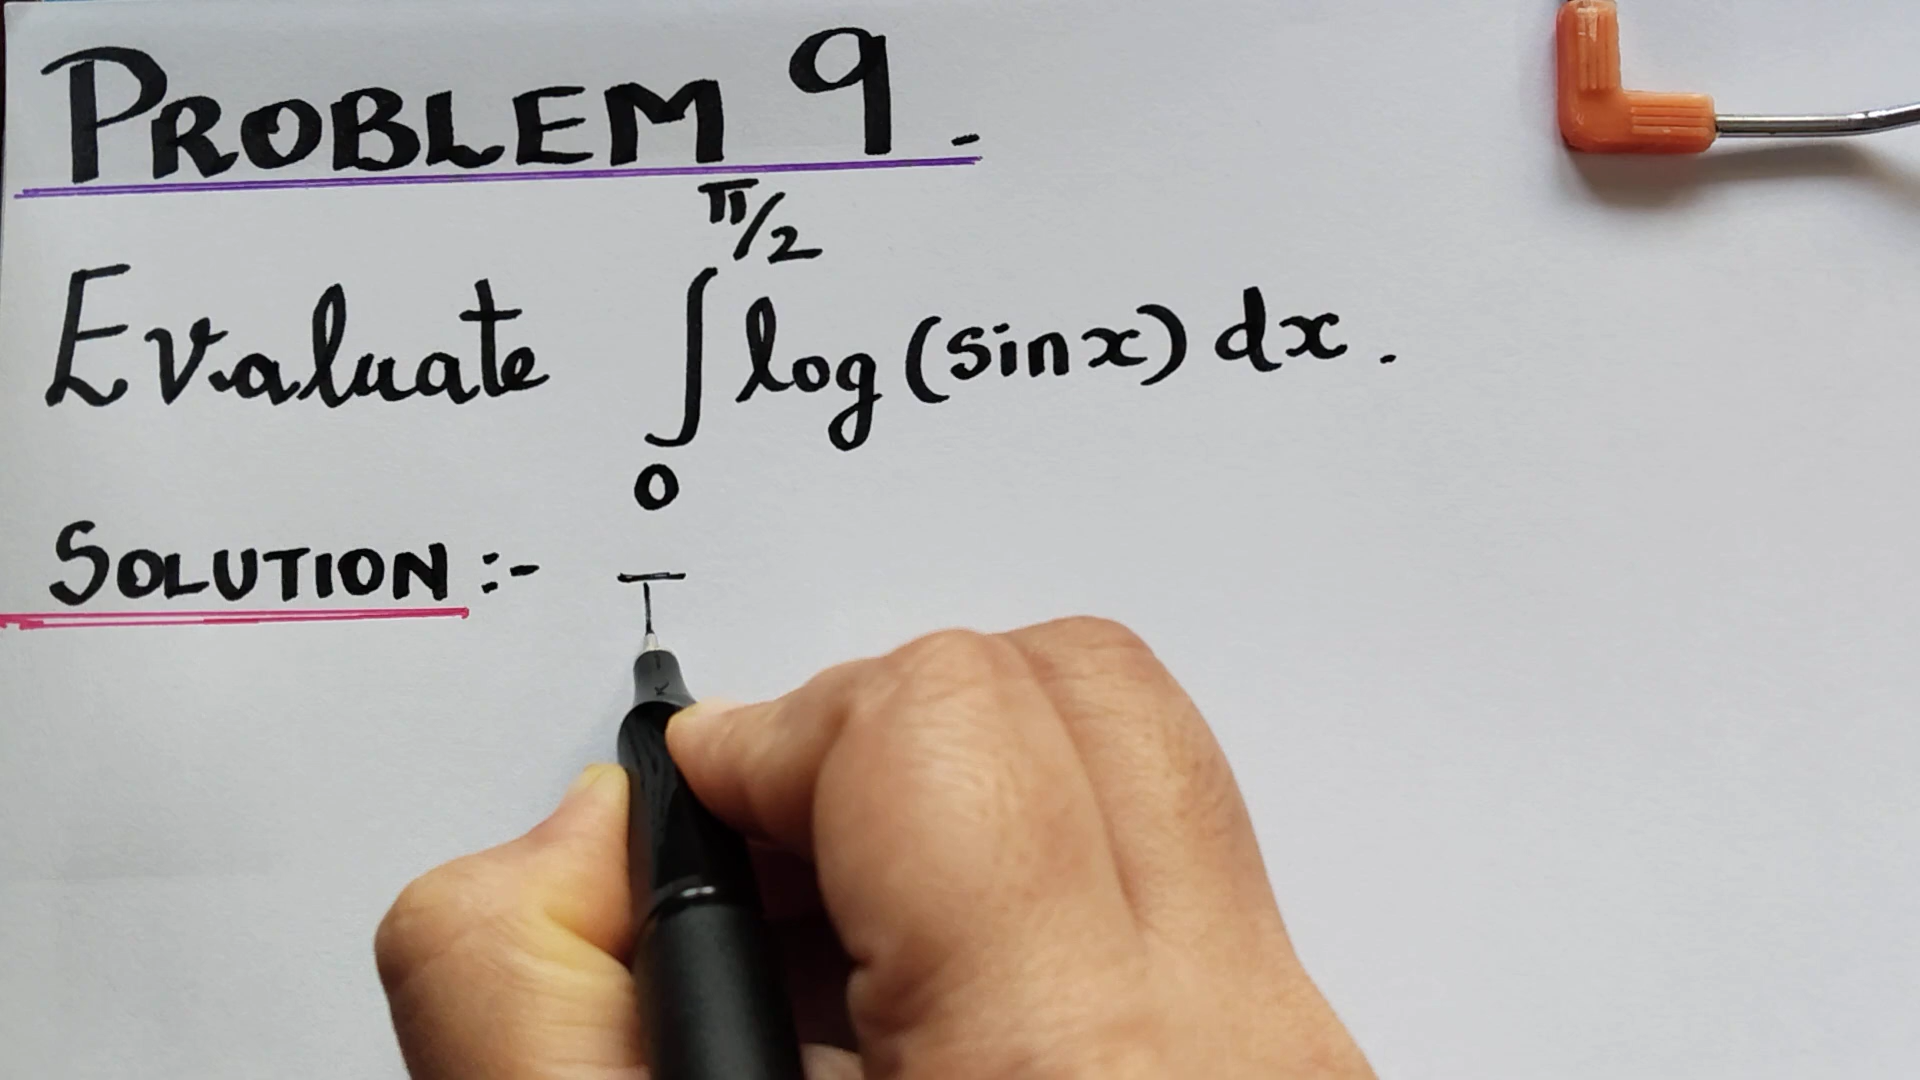 PROBLEM 9.
Evaluate ∫₀^{π/2} log (sin x) dx.
SOLUTION :- I